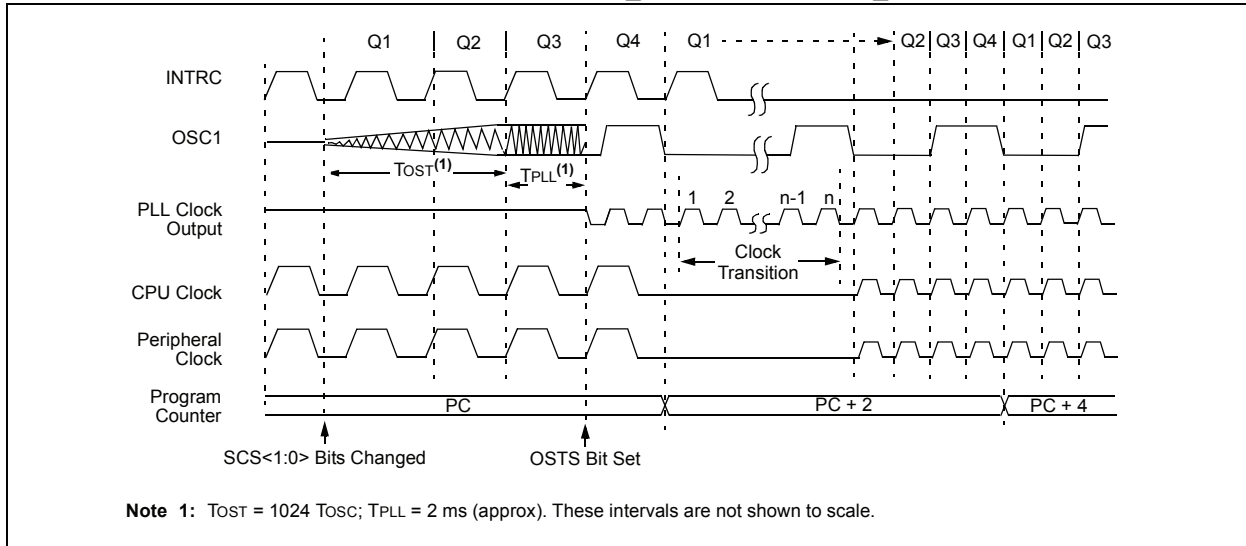 Q1 Q2 Q3 Q4 Q1 Q2 Q3 Q4 Q1 Q2 Q3
INTRC
OSC1
TOST(1)
TPLL(1)
PLL Clock
Output
1 2 n-1 n
Clock
Transition
CPU Clock
Peripheral
Clock
Program
Counter
PC PC + 2 PC + 4
SCS<1:0> Bits Changed
OSTS Bit Set
Note 1: TOST = 1024 TOSC; TPLL = 2 ms (approx). These intervals are not shown to scale.